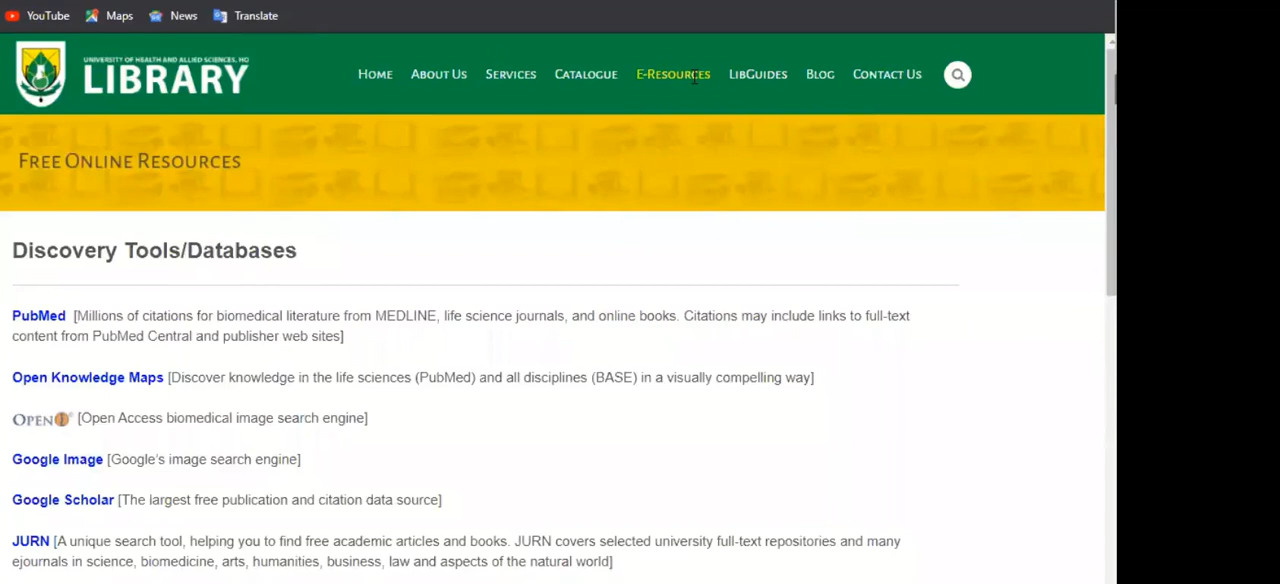 YouTube Maps News Translate
UNIVERSITY OF HEALTH AND ALLIED SCIENCES, HO
LIBRARY
HOME ABOUT US SERVICES CATALOGUE E-RESOURCES LIBGUIDES BLOG CONTACT US
FREE ONLINE RESOURCES
Discovery Tools/Databases
PubMed [Millions of citations for biomedical literature from MEDLINE, life science journals, and online books. Citations may include links to full-text
content from PubMed Central and publisher web sites]
Open Knowledge Maps [Discover knowledge in the life sciences (PubMed) and all disciplines (BASE) in a visually compelling way]
OPENi [Open Access biomedical image search engine]
Google Image [Google's image search engine]
Google Scholar [The largest free publication and citation data source]
JURN [A unique search tool, helping you to find free academic articles and books. JURN covers selected university full-text repositories and many
ejournals in science, biomedicine, arts, humanities, business, law and aspects of the natural world]